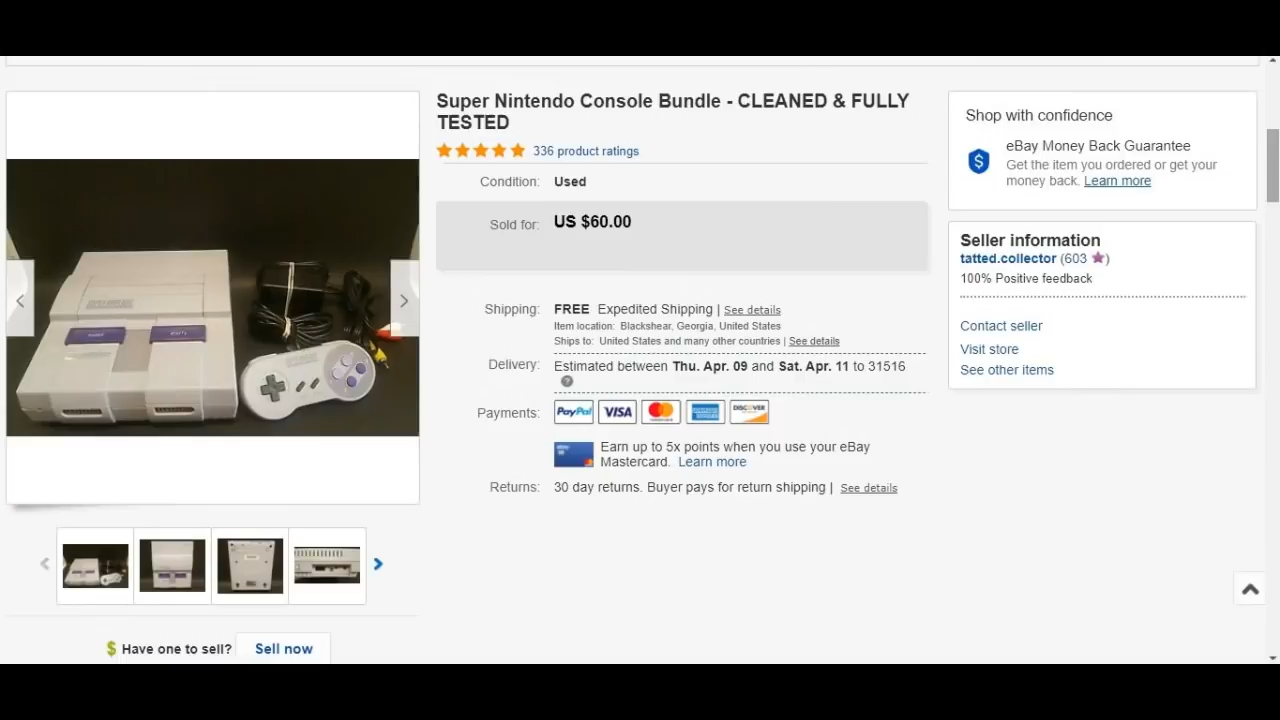 Super Nintendo Console Bundle - CLEANED & FULLY
TESTED
336 product ratings
Condition: Used
Sold for: US $60.00
Shipping: FREE Expedited Shipping | See details
Item location: Blackshear, Georgia, United States
Ships to: United States and many other countries | See details
Delivery: Estimated between Thu. Apr. 09 and Sat. Apr. 11 to 31516
?
Payments: PayPal VISA MasterCard DISCOVER
Earn up to 5x points when you use your eBay
Mastercard. Learn more
Returns: 30 day returns. Buyer pays for return shipping | See details
Shop with confidence
$ eBay Money Back Guarantee
Get the item you ordered or get your
money back. Learn more
Seller information
tatted.collector (603 ★)
100% Positive feedback
Contact seller
Visit store
See other items
$ Have one to sell? Sell now